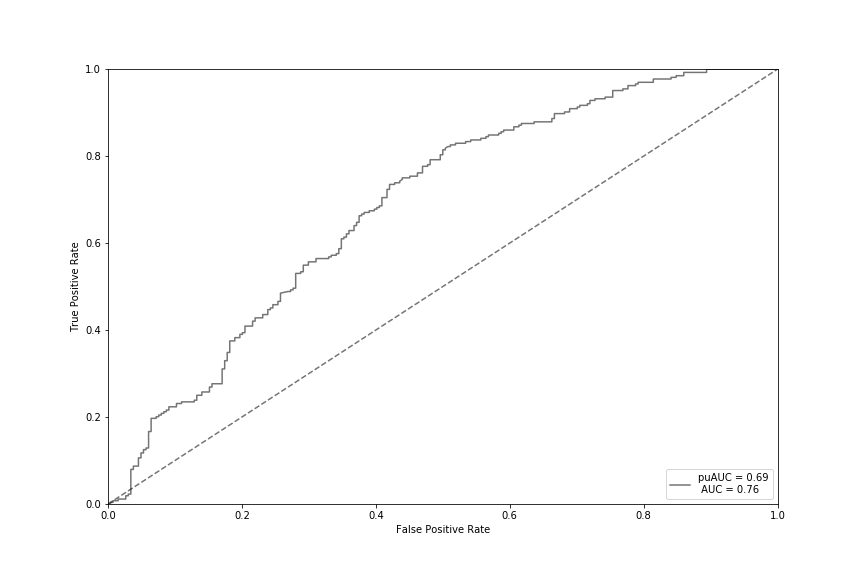 1.0
0.8
0.6
0.4
0.2
0.0
True Positive Rate
puAUC = 0.69
AUC = 0.76
0.0 0.2 0.4 0.6 0.8 1.0
False Positive Rate